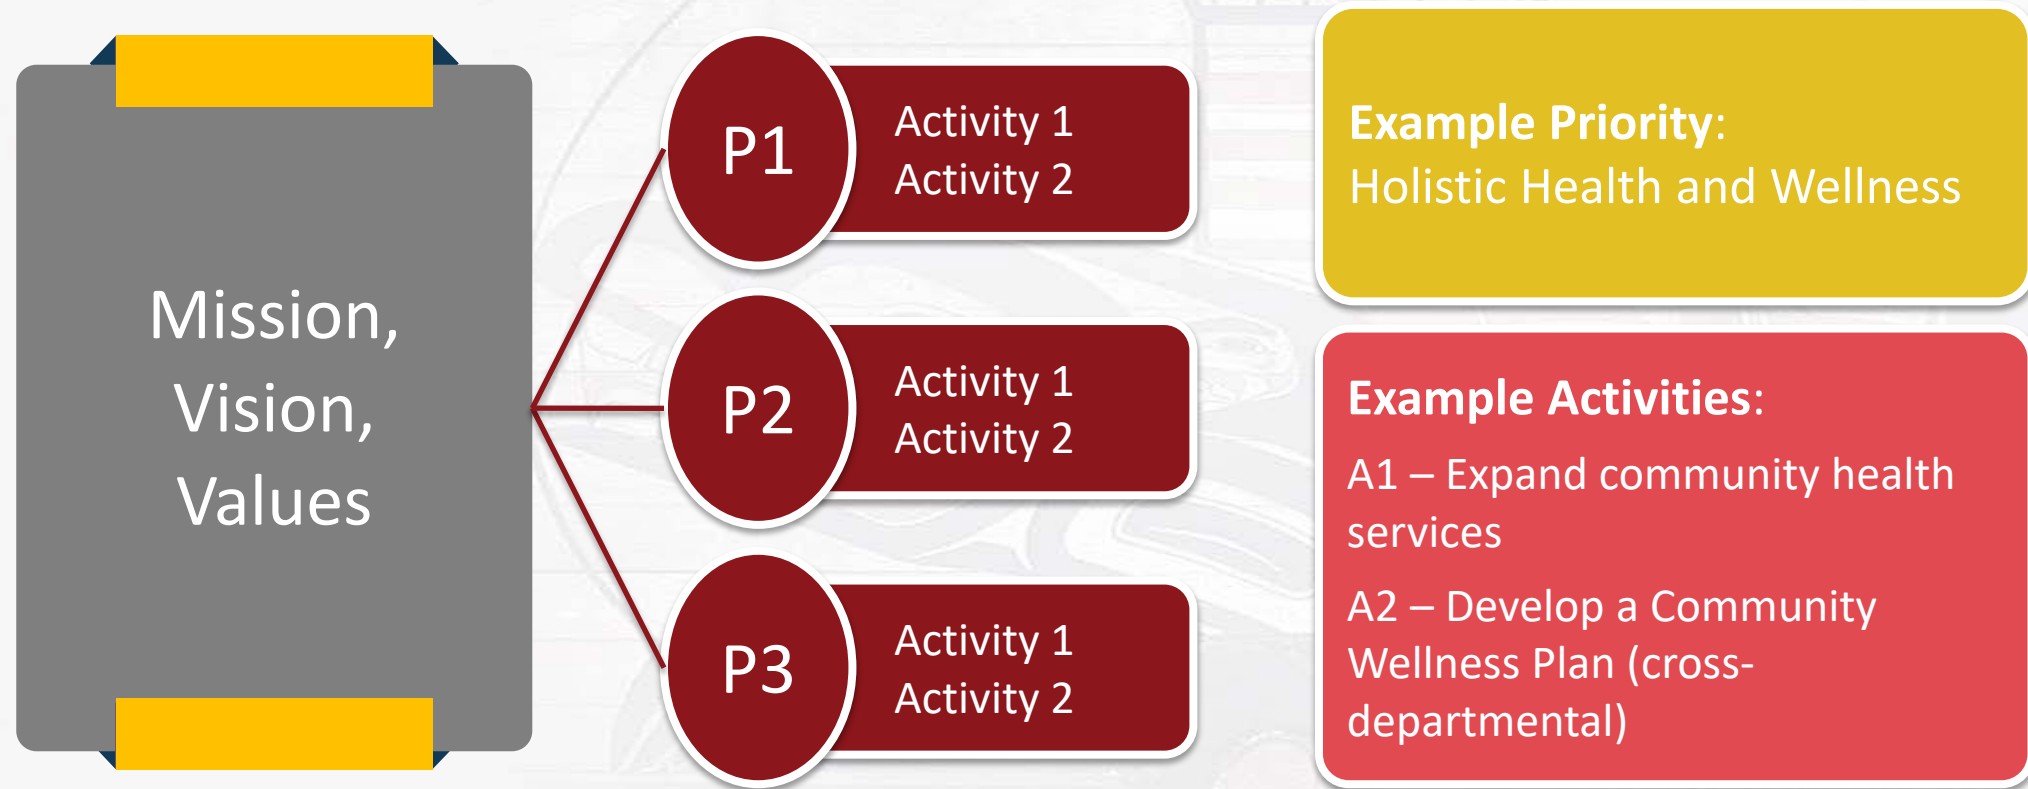 Mission,
Vision,
Values
P1
Activity 1
Activity 2
P2
Activity 1
Activity 2
P3
Activity 1
Activity 2
Example Priority:
Holistic Health and Wellness
Example Activities:
A1 – Expand community health
services
A2 – Develop a Community
Wellness Plan (cross-
departmental)